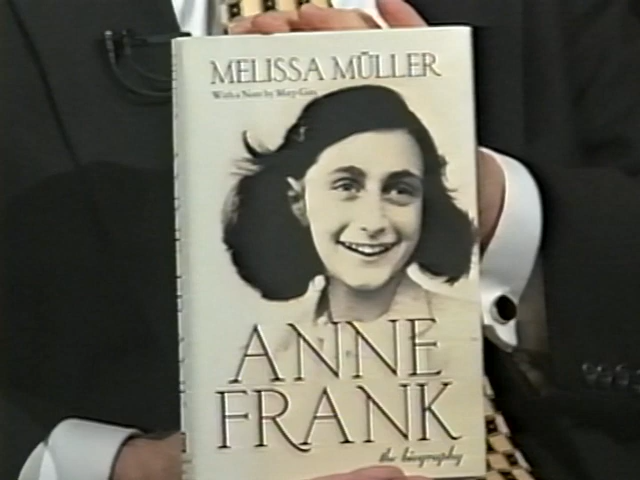 MELISSA MÜLLER
With a Note by Miep Gies
ANNE
FRANK
the biography